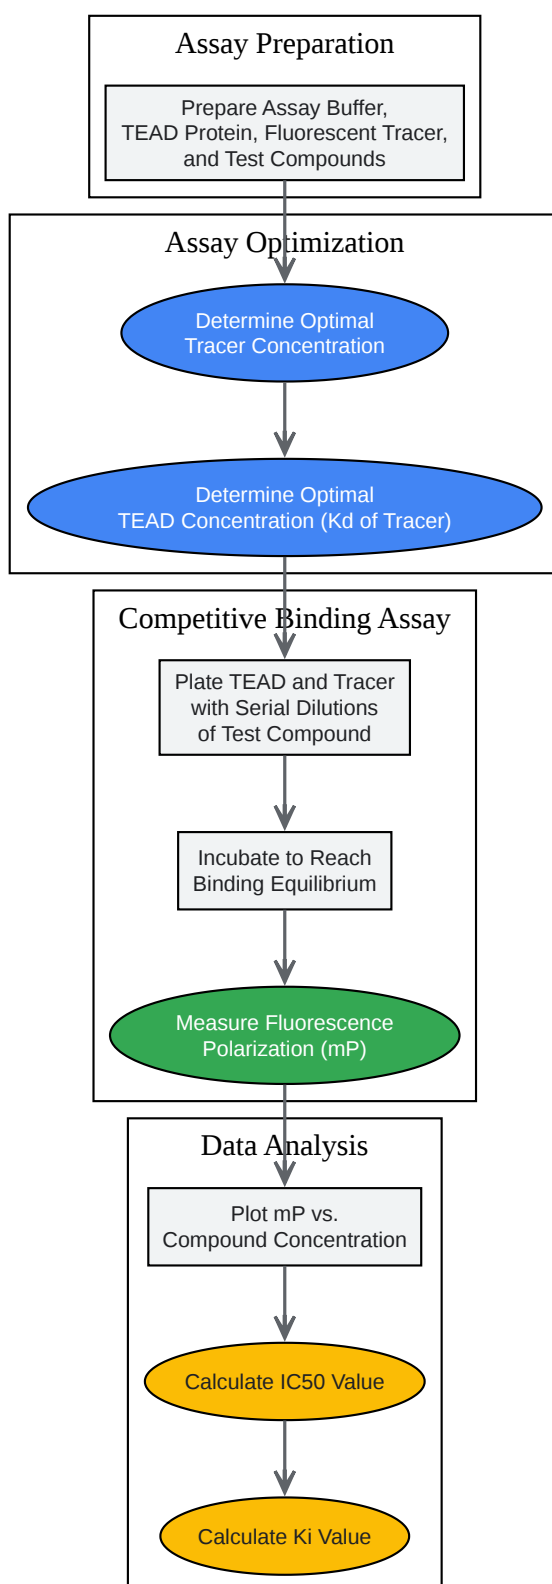 Assay Preparation
Prepare Assay Buffer,
TEAD Protein, Fluorescent Tracer,
and Test Compounds
Assay Optimization
Determine Optimal
Tracer Concentration
Determine Optimal
TEAD Concentration (Kd of Tracer)
Competitive Binding Assay
Plate TEAD and Tracer
with Serial Dilutions
of Test Compound
Incubate to Reach
Binding Equilibrium
Measure Fluorescence
Polarization (mP)
Data Analysis
Plot mP vs.
Compound Concentration
Calculate IC50 Value
Calculate Ki Value